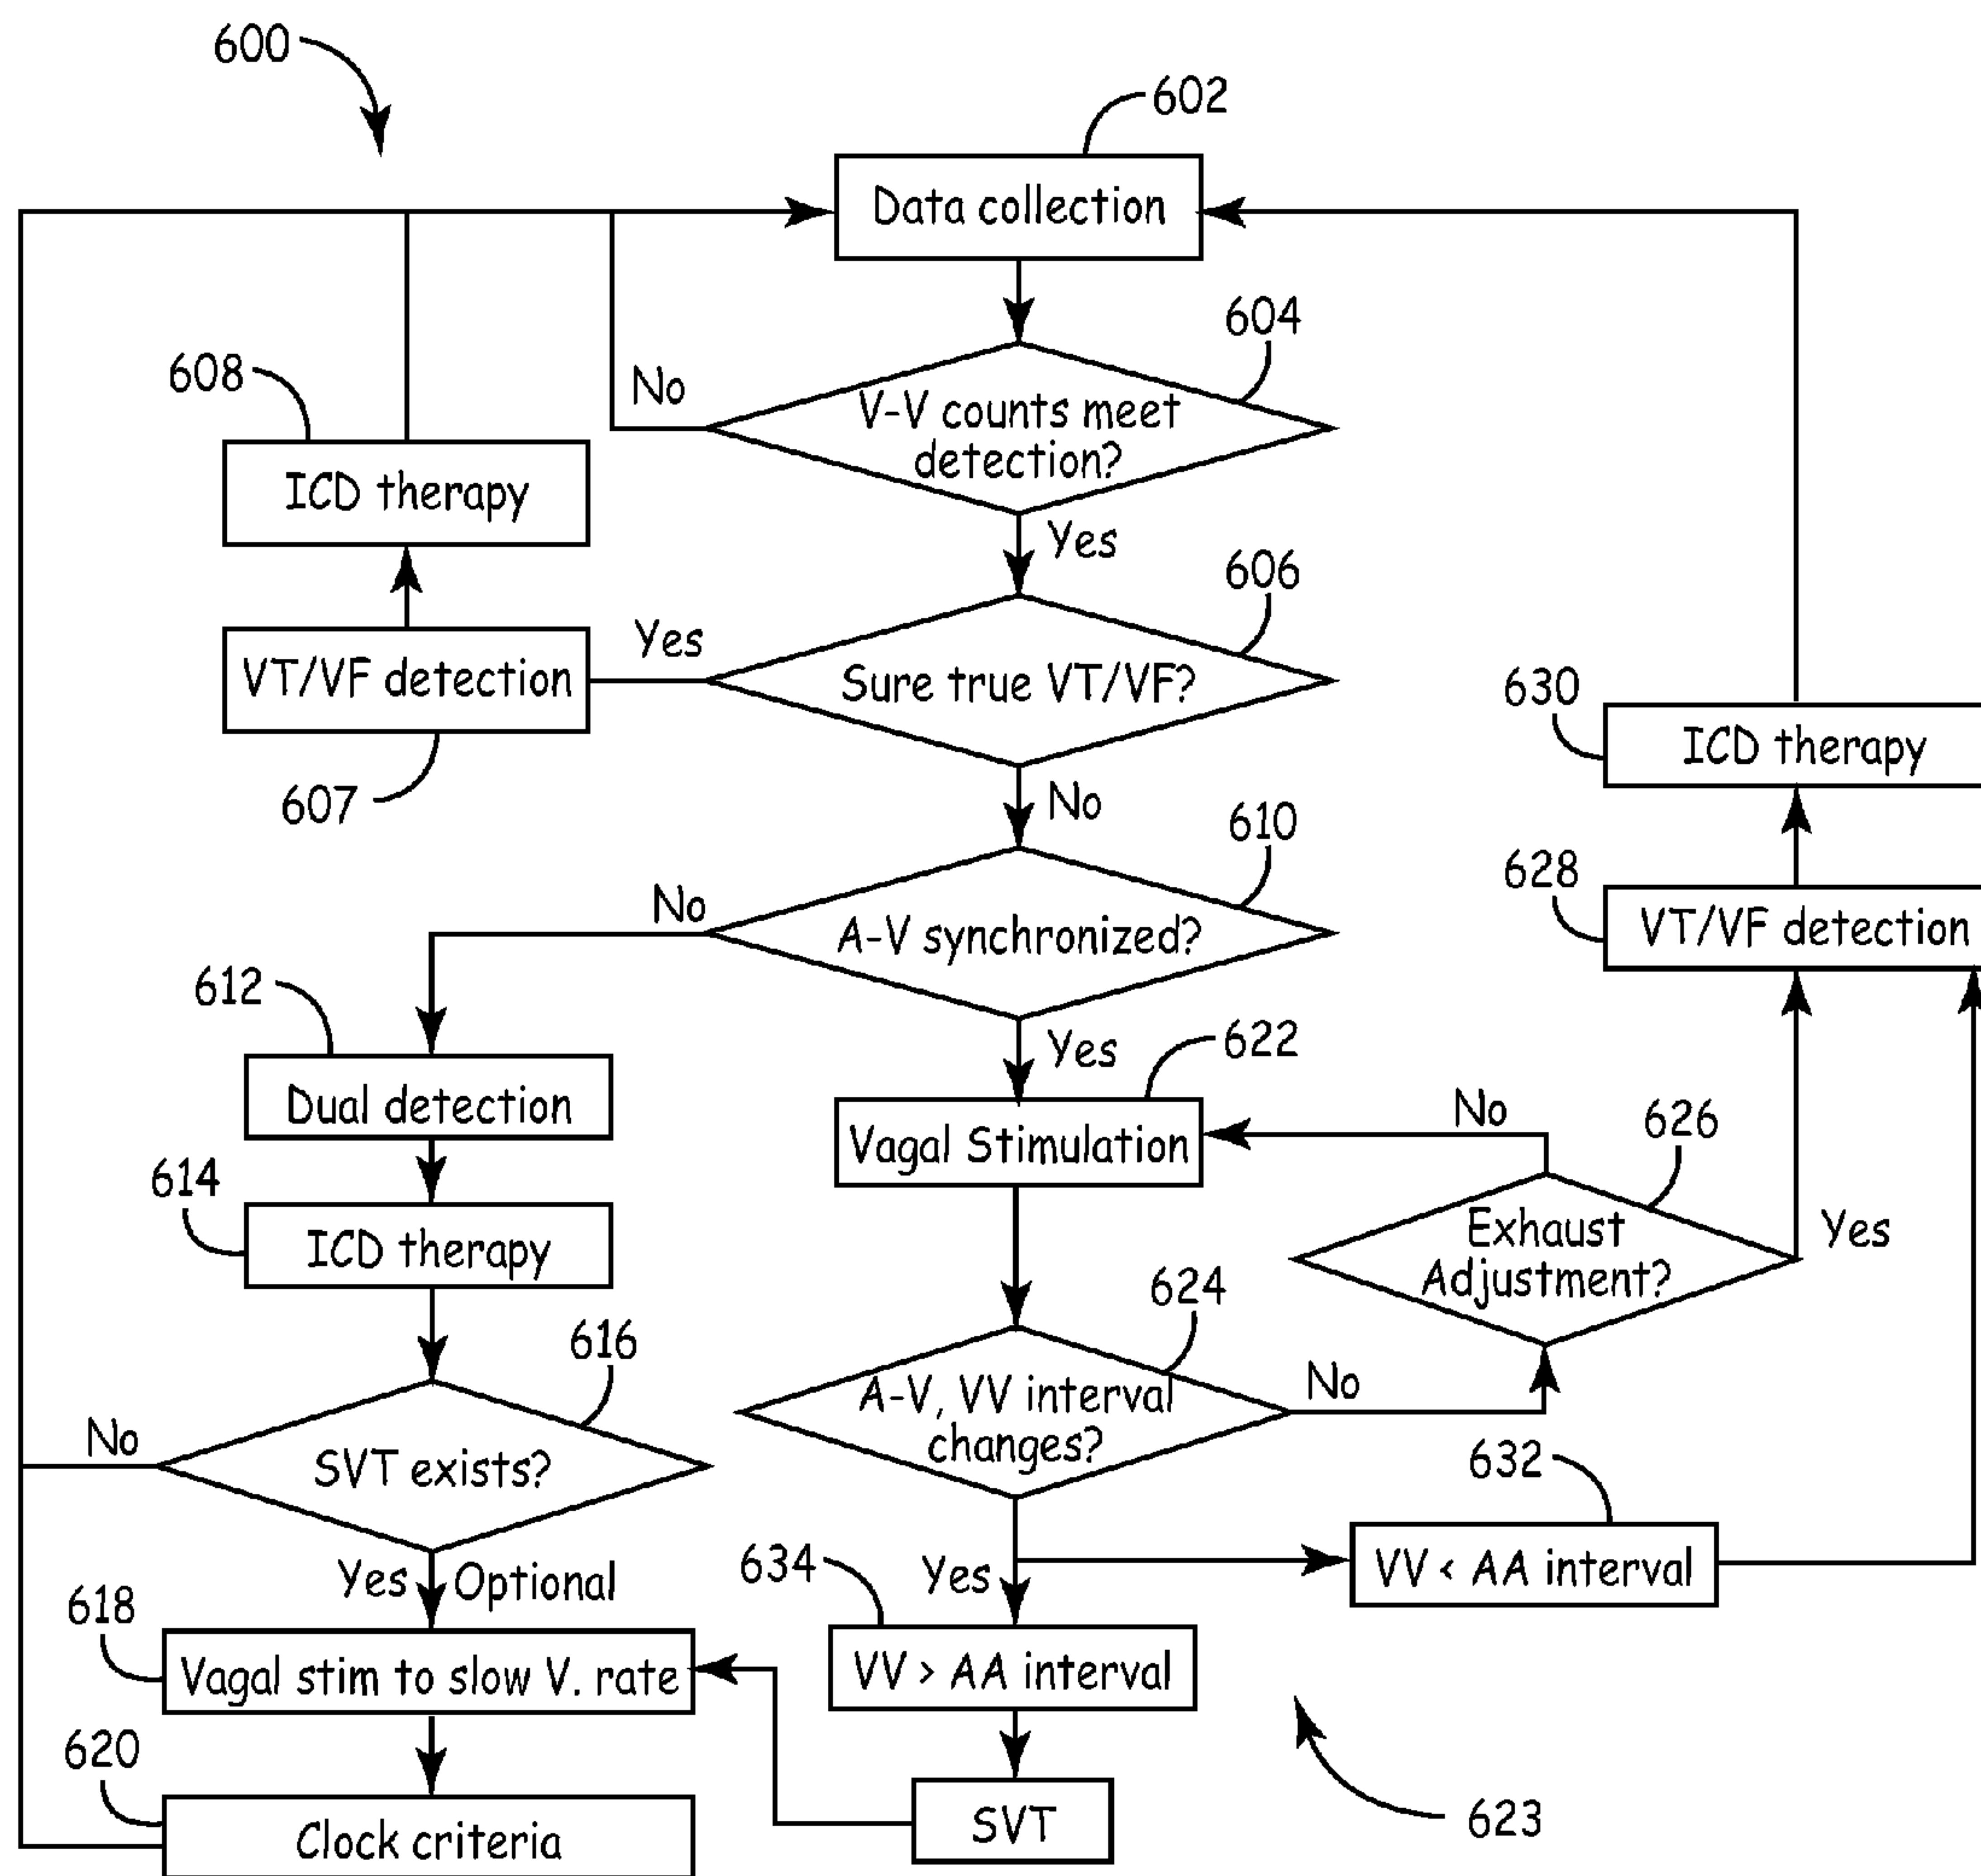 600
602
Data collection
604
608
No
V-V counts meet
detection?
ICD therapy
Yes
606
Yes
VT/VF detection
Sure true VT/VF?
630
ICD therapy
607
No
610
628
No
A-V synchronized?
VT/VF detection
612
Yes
622
Dual detection
No
626
Vagal Stimulation
614
Exhaust
Adjustment?
Yes
ICD therapy
624
616
A-V, VV interval
changes?
No
No
SVT exists?
632
634
Yes
VV < AA interval
Yes
Optional
618
Vagal stim to slow V. rate
VV > AA interval
620
Clock criteria
SVT
623